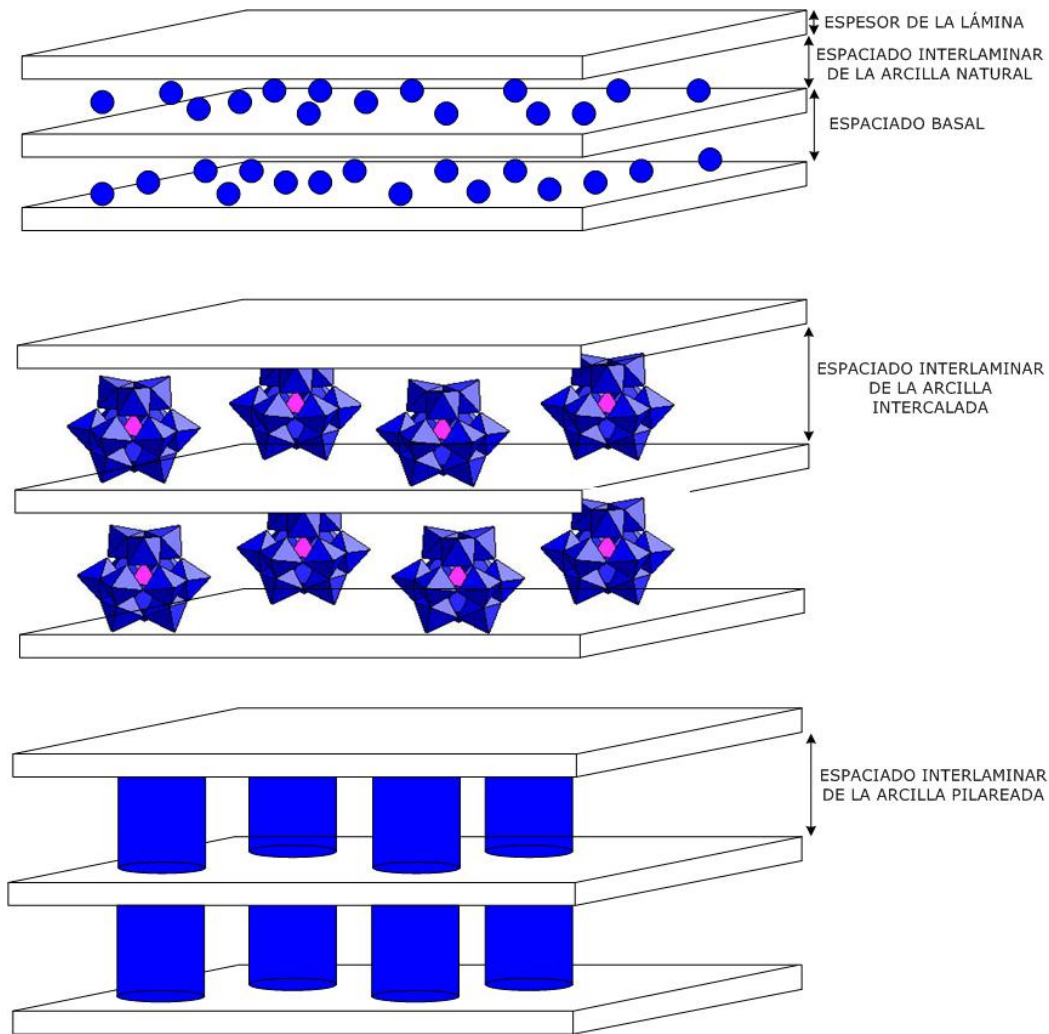 ESPESOR DE LA LÁMINA
ESPACIADO INTERLAMINAR
DE LA ARCILLA NATURAL
ESPACIADO BASAL
ESPACIADO INTERLAMINAR
DE LA ARCILLA
INTERCALADA
ESPACIADO INTERLAMINAR
DE LA ARCILLA PILAREADA